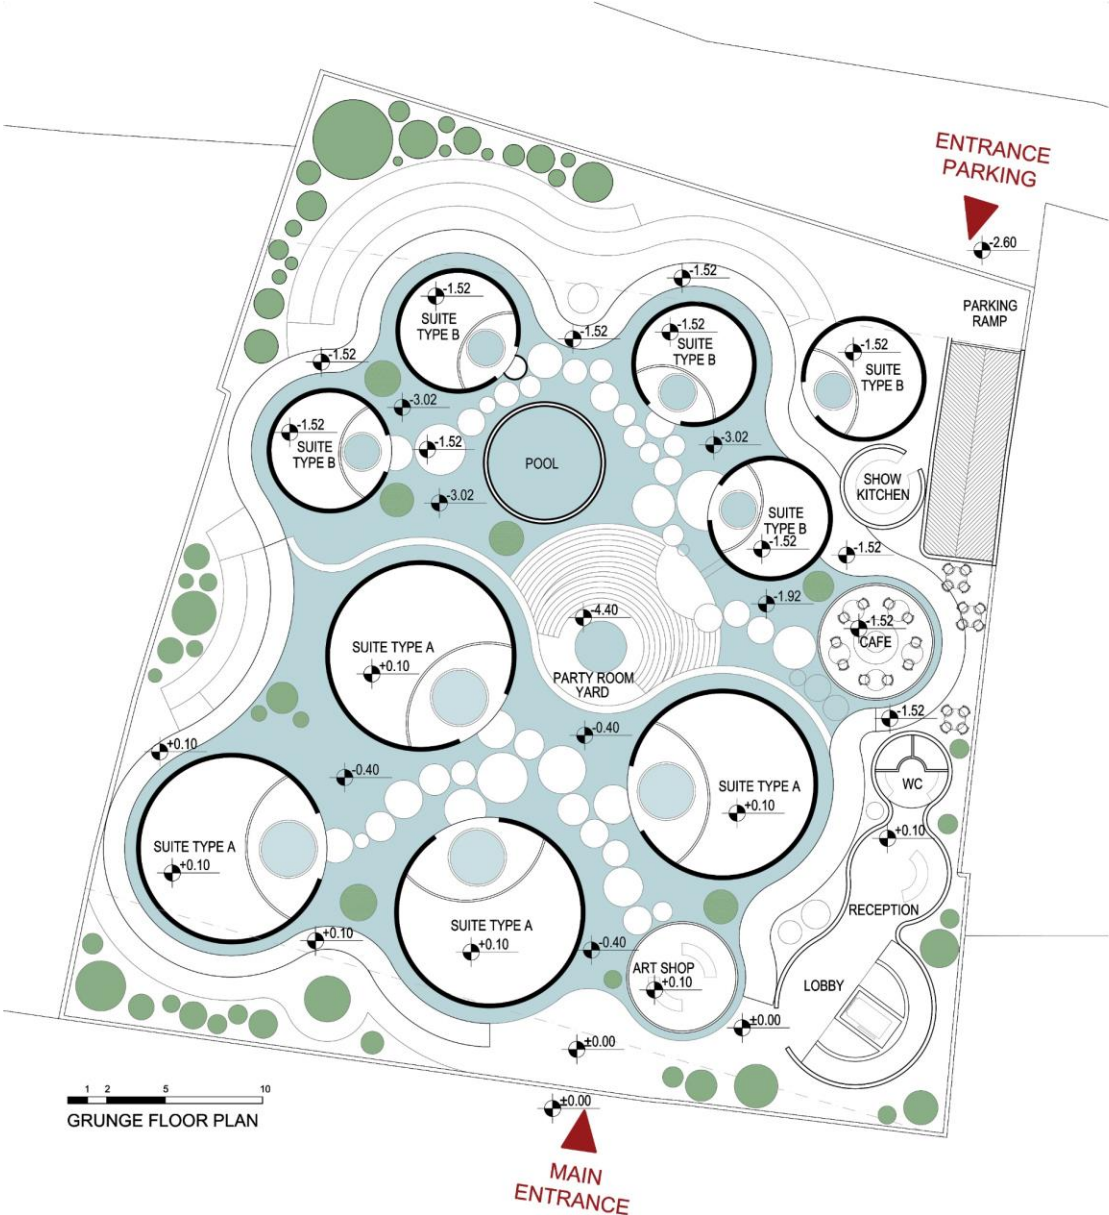 ENTRANCE
PARKING
-2.60
PARKING
RAMP
-1.52
-1.52
SUITE
TYPE B
-1.52
-1.52
SUITE
TYPE B
-1.52
SUITE
TYPE B
-1.52
-3.02
-1.52
SUITE
TYPE B
-1.52
-3.02
POOL
-3.02
SHOW
KITCHEN
SUITE
TYPE B
-1.52
-1.52
-1.92
-4.40
-1.52
CAFE
SUITE TYPE A
+0.10
PARTY ROOM
YARD
-1.52
-0.40
+0.10
-0.40
WC
SUITE TYPE A
+0.10
+0.10
SUITE TYPE A
+0.10
RECEPTION
SUITE TYPE A
+0.10
+0.10
-0.40
ART SHOP
+0.10
LOBBY
±0.00
±0.00
±0.00
1 2 5 10
GRUNGE FLOOR PLAN
MAIN
ENTRANCE